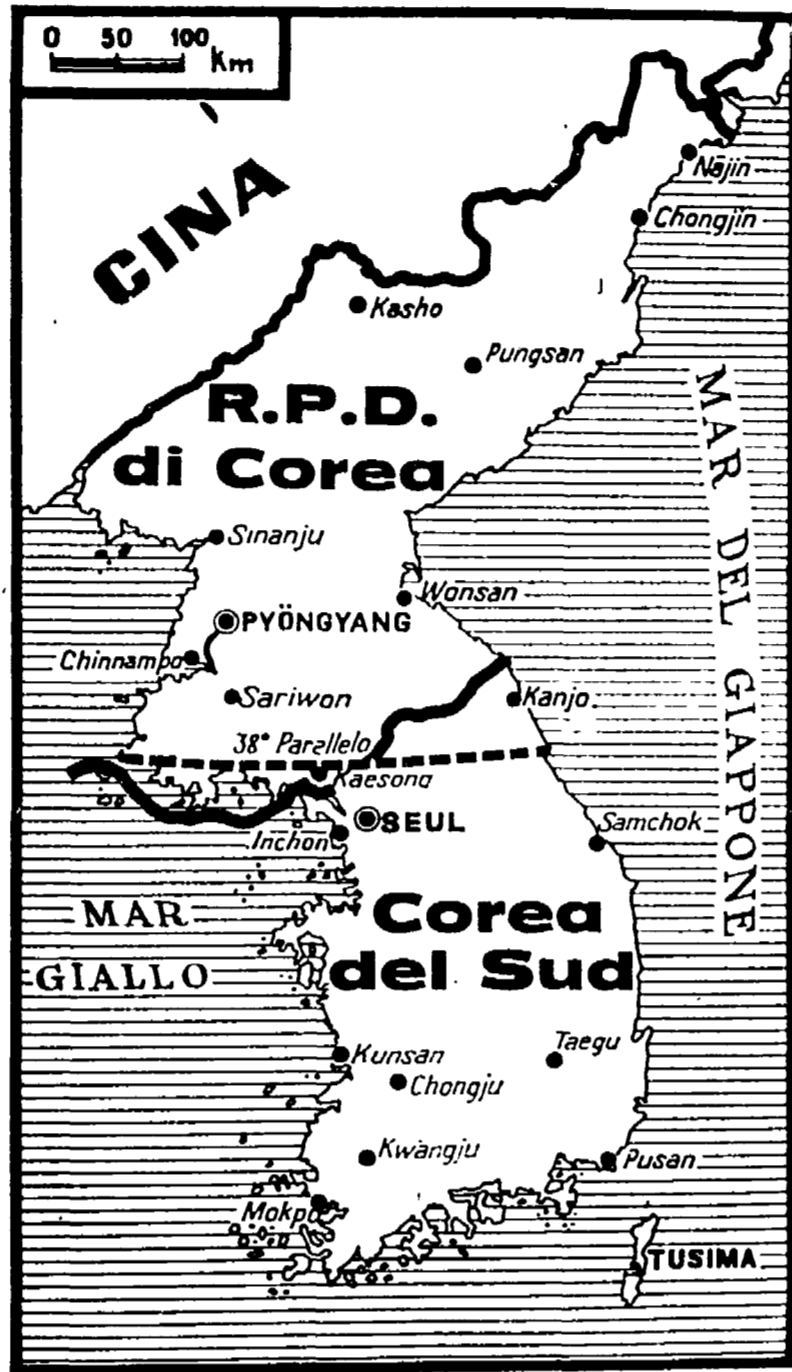 0 50 100 Km
CINA
Najin
Chongjin
Kasho
Pungsan
R.P.D.
di Corea
MAR DEL GIAPPONE
Sinanju
Wonsan
PYÖNGYANG
Chinnampo
Sariwon
Kanjo
38° Parallelo
Kaesong
SEUL
Inchon
Samchok
MAR
GIALLO
Corea
del Sud
Kunsan
Taegu
Chongju
Kwangju
Pusan
Mokpo
TUSIMA